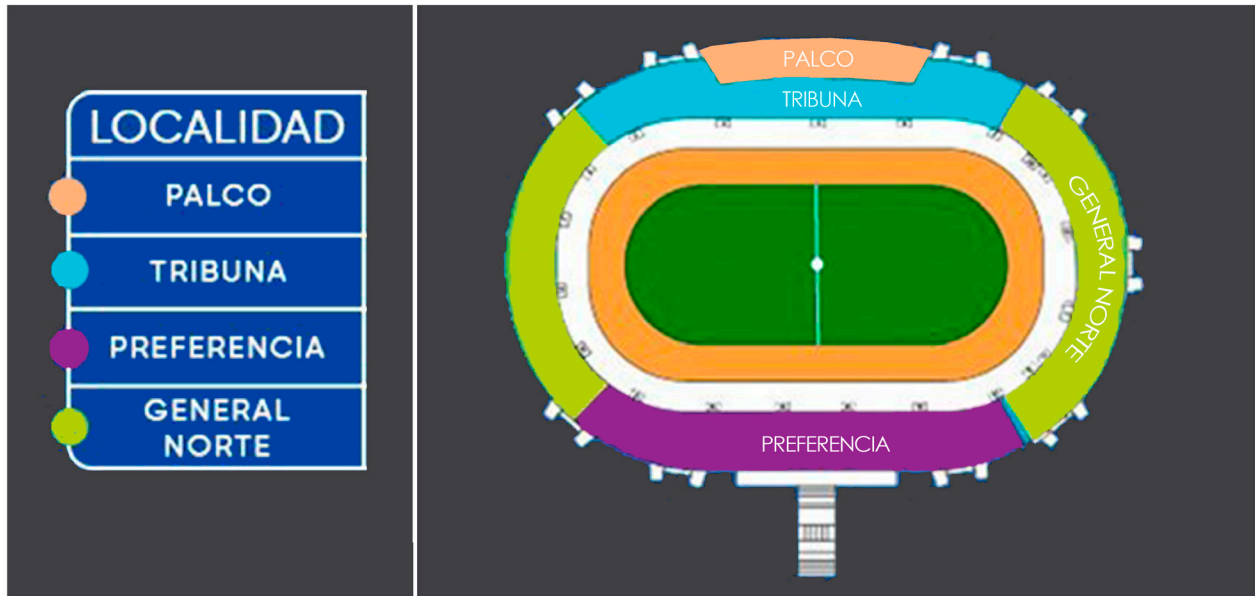 LOCALIDAD
PALCO
TRIBUNA
PREFERENCIA
GENERAL
NORTE
PALCO
TRIBUNA
GENERAL NORTE
PREFERENCIA